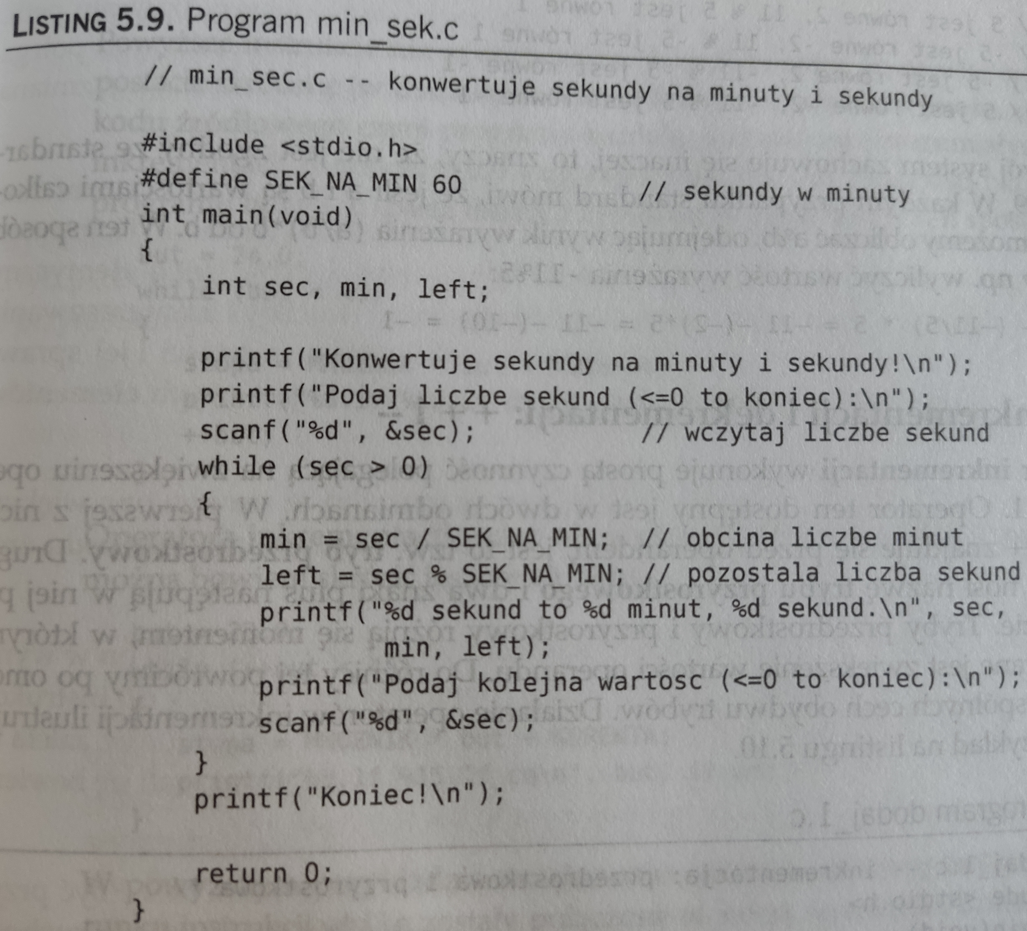 LISTING 5.9. Program min_sek.c
// min_sec.c -- konwertuje sekundy na minuty i sekundy
#include <stdio.h>
#define SEK_NA_MIN 60 // sekundy w minuty
int main(void)
{
int sec, min, left;
printf("Konwertuje sekundy na minuty i sekundy!\n");
printf("Podaj liczbe sekund (<=0 to koniec):\n");
scanf("%d", &sec); // wczytaj liczbe sekund
while (sec > 0)
{
min = sec / SEK_NA_MIN; // obcina liczbe minut
left = sec % SEK_NA_MIN; // pozostala liczba sekund
printf("%d sekund to %d minut, %d sekund.\n", sec,
min, left);
printf("Podaj kolejna wartosc (<=0 to koniec):\n");
scanf("%d", &sec);
}
printf("Koniec!\n");
return 0;
}